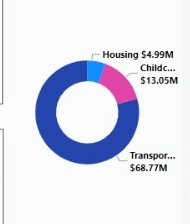 Housing $4.99M
Childc...
$13.05M
Transpor...
$68.77M